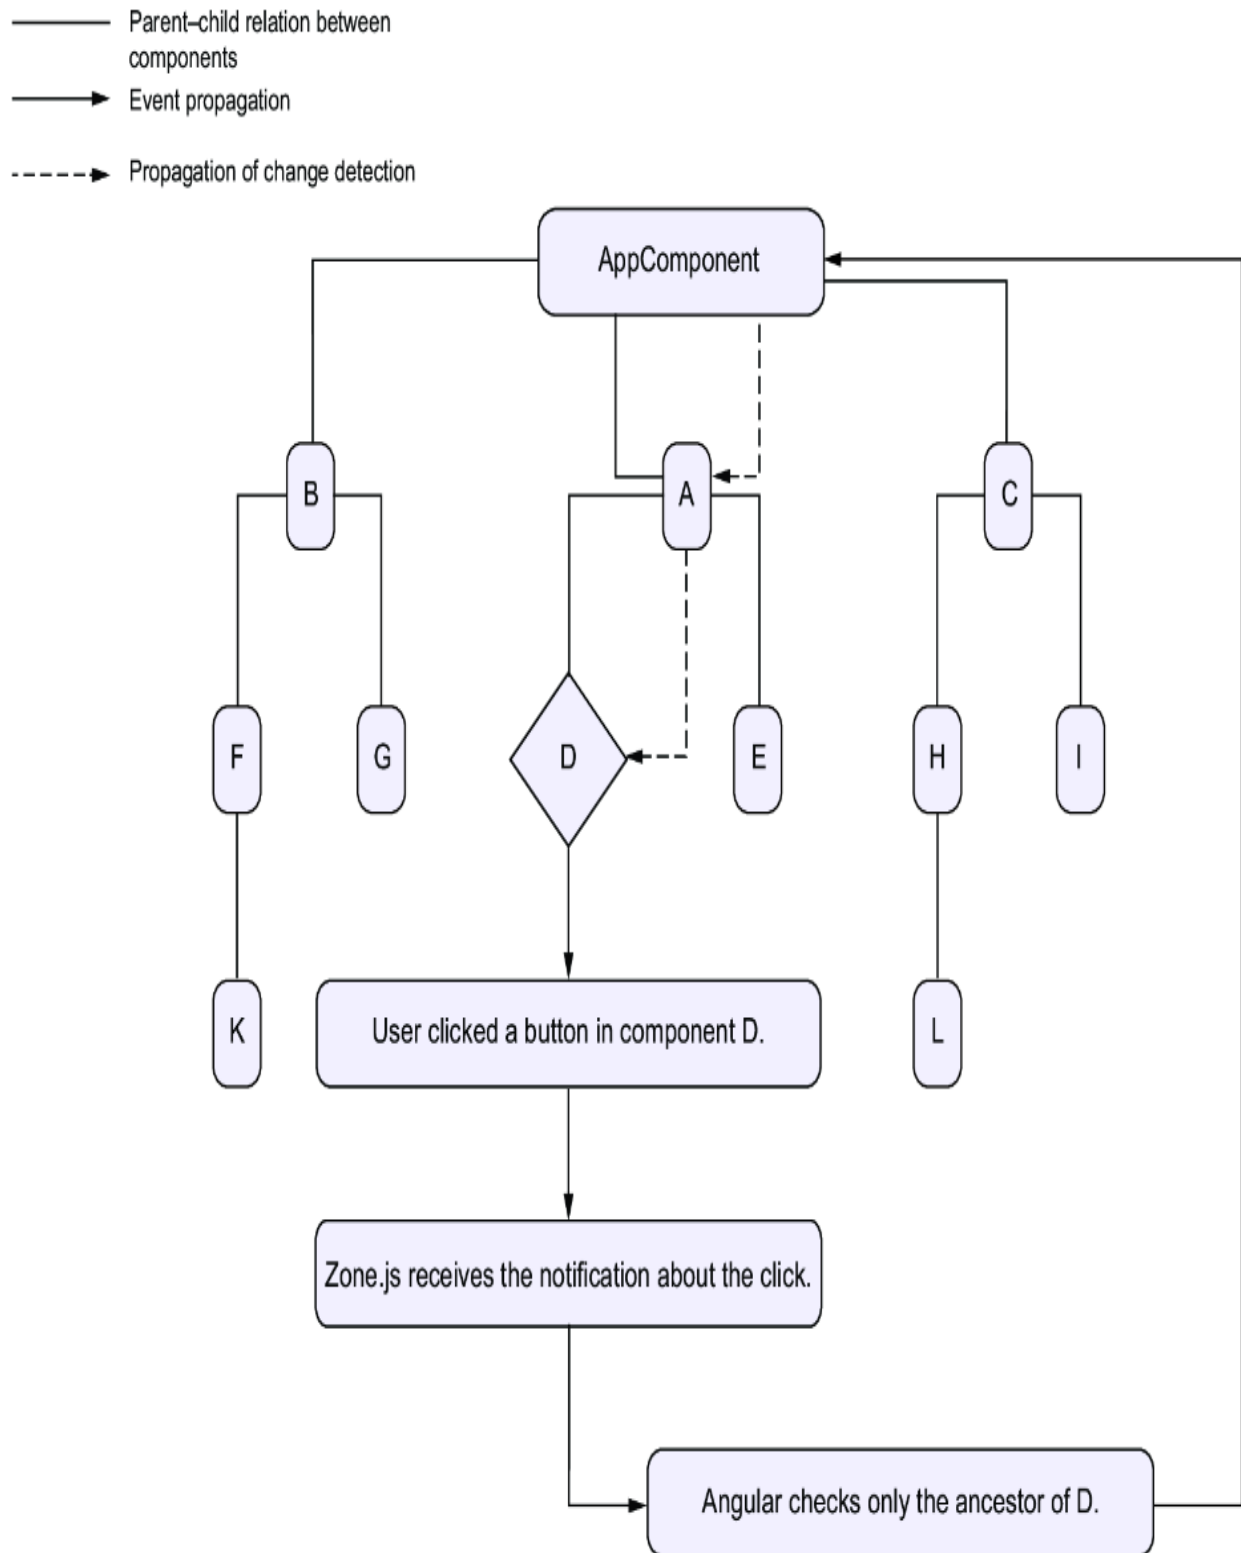 Parent–child relation between
components
Event propagation
Propagation of change detection
AppComponent
B
A
C
F
G
D
E
H
I
K
User clicked a button in component D.
L
Zone.js receives the notification about the click.
Angular checks only the ancestor of D.